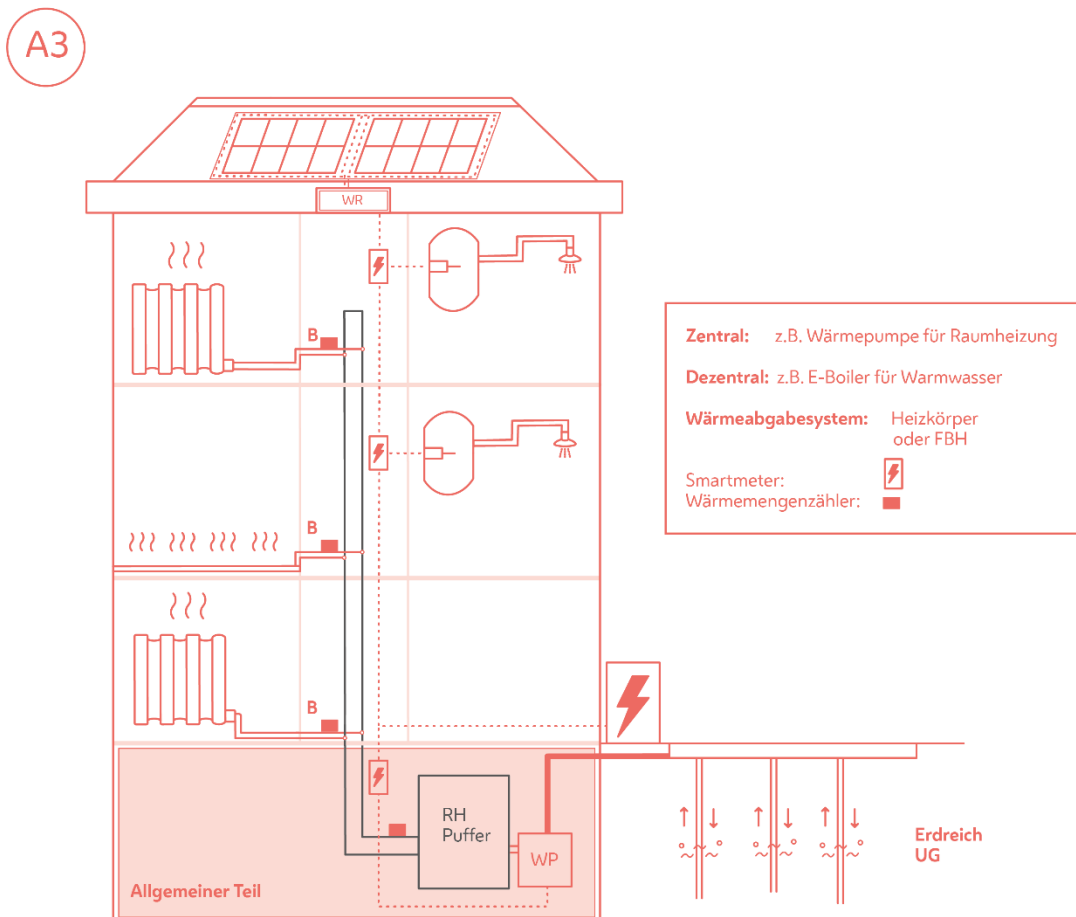 A3
WR
B
B
B
RH
Puffer
WP
Allgemeiner Teil
Erdreich
UG
Zentral: z.B. Wärmepumpe für Raumheizung
Dezentral: z.B. E-Boiler für Warmwasser
Wärmeabgabesystem: Heizkörper
oder FBH
Smartmeter:
Wärmemengenzähler: